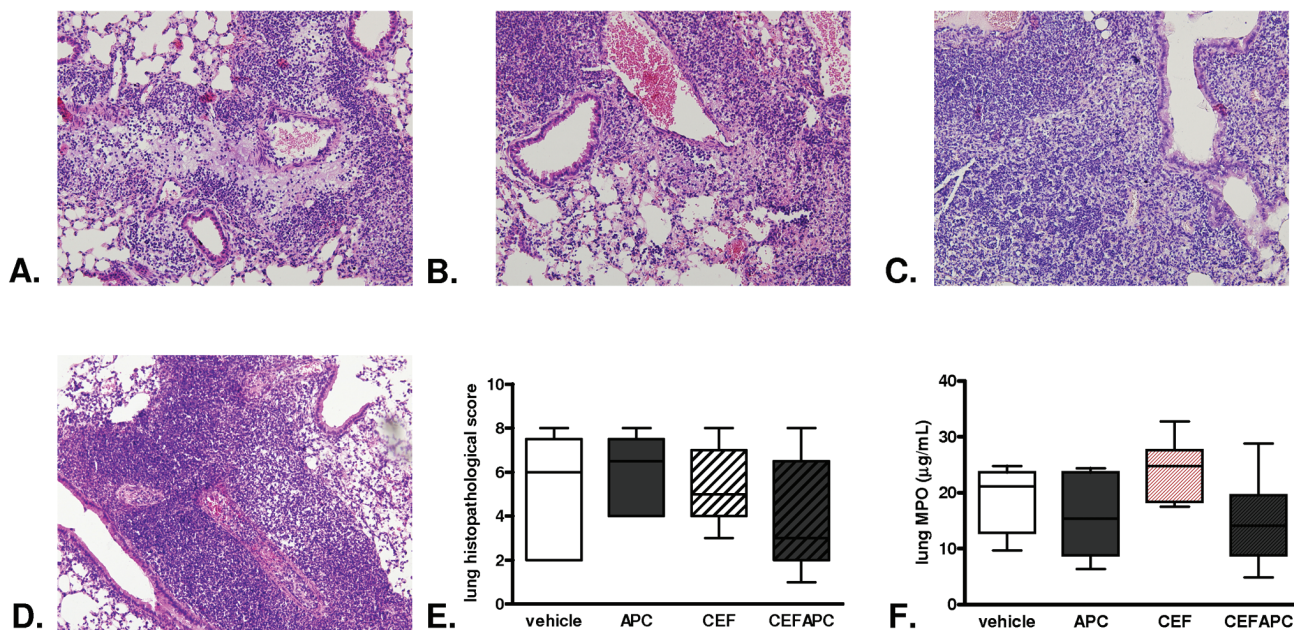 A.
B.
C.
D.
E.
lung histopathological score
10
8
6
4
2
0
vehicle APC CEF CEFAPC
F.
lung MPO (μg/mL)
40
30
20
10
0
vehicle APC CEF CEFAPC